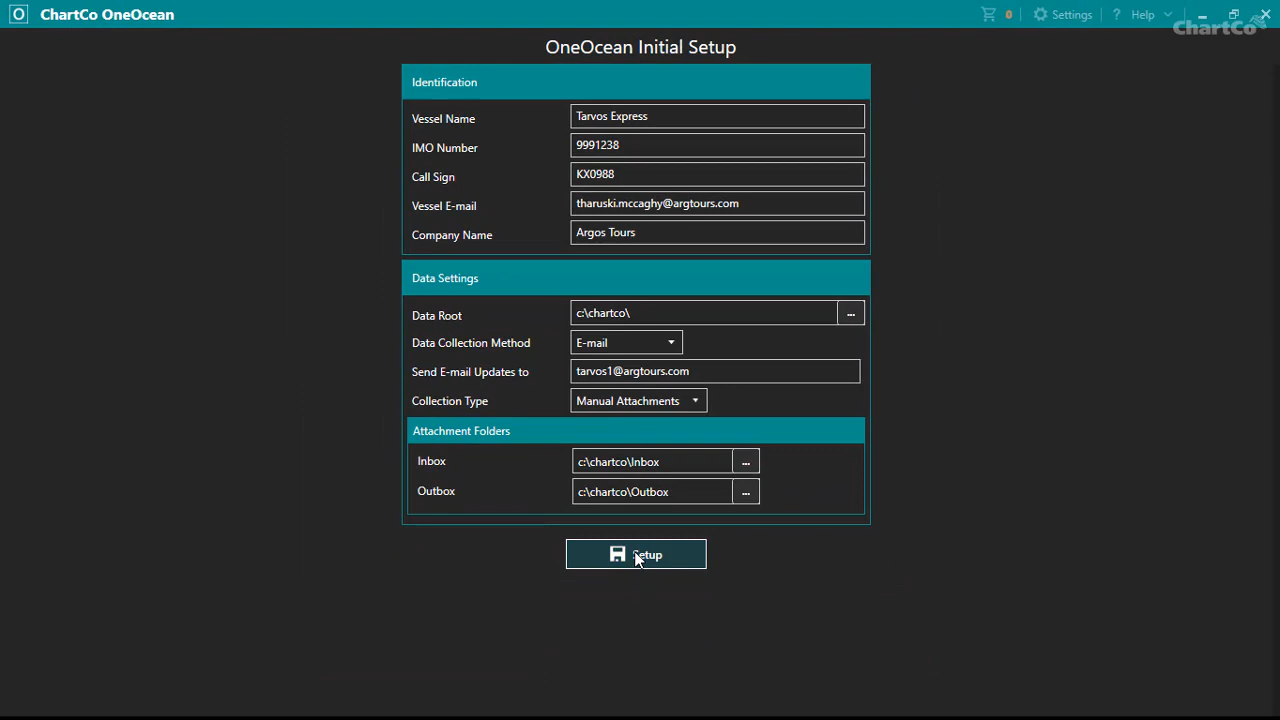 O ChartCo OneOcean
0 Settings ? Help
ChartCo
OneOcean Initial Setup
Identification
Vessel Name Tarvos Express
IMO Number 9991238
Call Sign KX0988
Vessel E-mail tharuski.mccaghy@argtours.com
Company Name Argos Tours
Data Settings
Data Root c:\chartco\ ...
Data Collection Method E-mail
Send E-mail Updates to tarvos1@argtours.com
Collection Type Manual Attachments
Attachment Folders
Inbox c:\chartco\Inbox ...
Outbox c:\chartco\Outbox ...
Setup